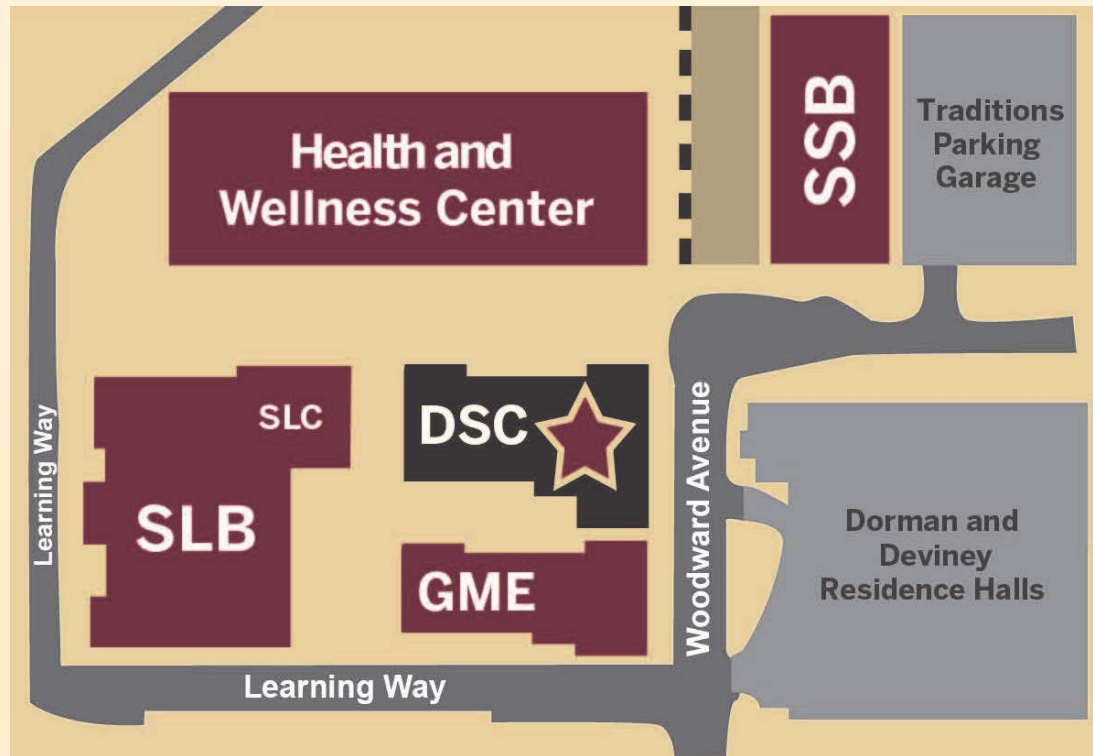 Health and
Wellness Center
SSB
Traditions
Parking
Garage
Learning Way
SLC
SLB
DSC
GME
Woodward Avenue
Dorman and
Deviney
Residence Halls
Learning Way